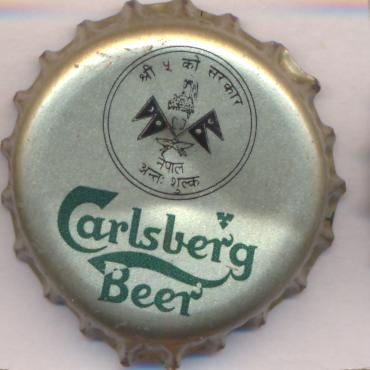 श्री ५ को सरकार
नेपाल
अन्तः शुल्क
Carlsberg
Beer